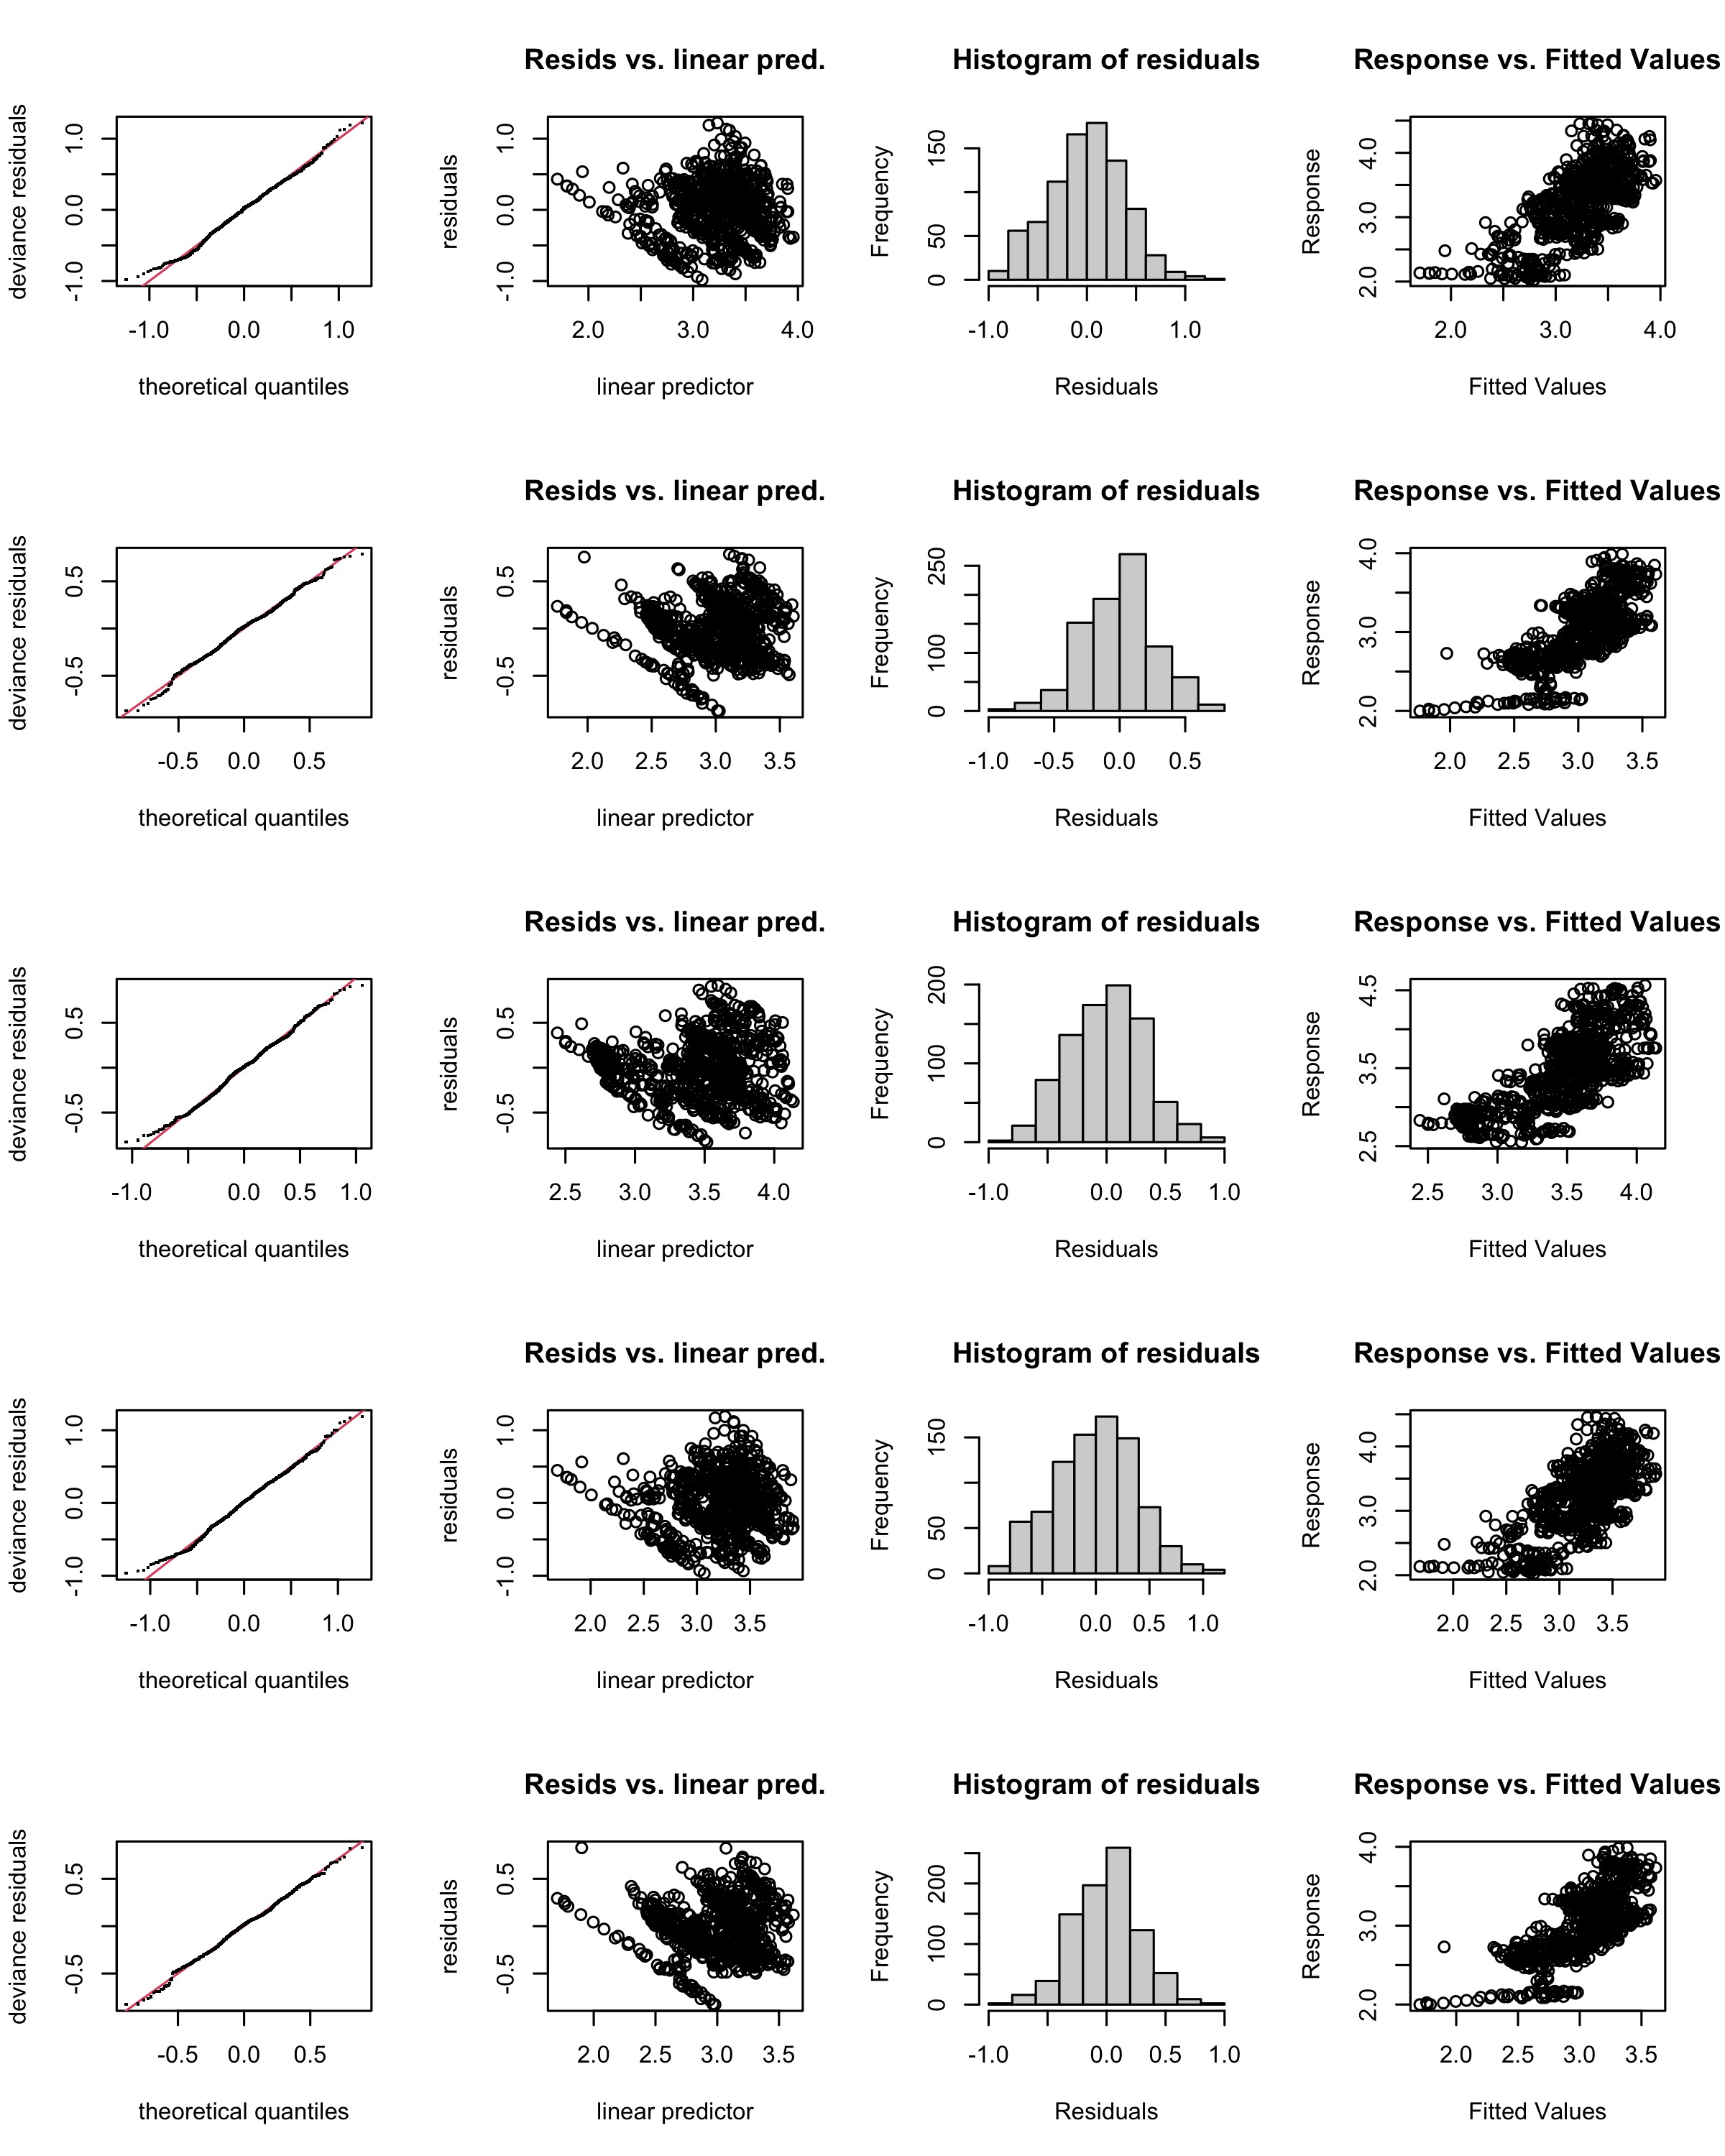 Resids vs. linear pred. Histogram of residuals Response vs. Fitted Values
deviance residuals -1.0 0.0 1.0 residuals -1.0 0.0 1.0 Frequency 0 50 150 Response 2.0 3.0 4.0
-1.0 0.0 1.0 2.0 3.0 4.0 -1.0 0.0 1.0 2.0 3.0 4.0
theoretical quantiles linear predictor Residuals Fitted Values
Resids vs. linear pred. Histogram of residuals Response vs. Fitted Values
deviance residuals -0.5 0.5 residuals -0.5 0.5 Frequency 0 100 250 Response 2.0 3.0 4.0
-0.5 0.0 0.5 2.0 2.5 3.0 3.5 -1.0 -0.5 0.0 0.5 2.0 2.5 3.0 3.5
theoretical quantiles linear predictor Residuals Fitted Values
Resids vs. linear pred. Histogram of residuals Response vs. Fitted Values
deviance residuals -0.5 0.5 residuals -0.5 0.5 Frequency 0 100 200 Response 2.5 3.5 4.5
-1.0 0.0 0.5 1.0 2.5 3.0 3.5 4.0 -1.0 0.0 0.5 1.0 2.5 3.0 3.5 4.0
theoretical quantiles linear predictor Residuals Fitted Values
Resids vs. linear pred. Histogram of residuals Response vs. Fitted Values
deviance residuals -1.0 0.0 1.0 residuals -1.0 0.0 1.0 Frequency 0 50 150 Response 2.0 3.0 4.0
-1.0 0.0 1.0 2.0 2.5 3.0 3.5 -1.0 0.0 0.5 1.0 2.0 2.5 3.0 3.5
theoretical quantiles linear predictor Residuals Fitted Values
Resids vs. linear pred. Histogram of residuals Response vs. Fitted Values
deviance residuals -0.5 0.5 residuals -0.5 0.5 Frequency 0 100 200 Response 2.0 3.0 4.0
-0.5 0.0 0.5 2.0 2.5 3.0 3.5 -1.0 0.0 0.5 1.0 2.0 2.5 3.0 3.5
theoretical quantiles linear predictor Residuals Fitted Values